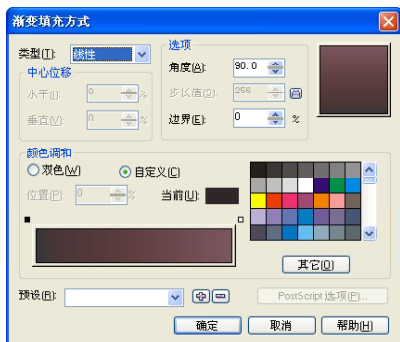 渐变填充方式
类型(T): 线性
中心位移
水平(I): 0 %
垂直(V): 0 %
选项
角度(A): 90.0
步长值(S): 256
边界(E): 0 %
颜色调和
双色(W) 自定义(C)
位置(P): 0 % 当前(U):
其它(O)
预设(R):
PostScript 选项(P)...
确定 取消 帮助(H)